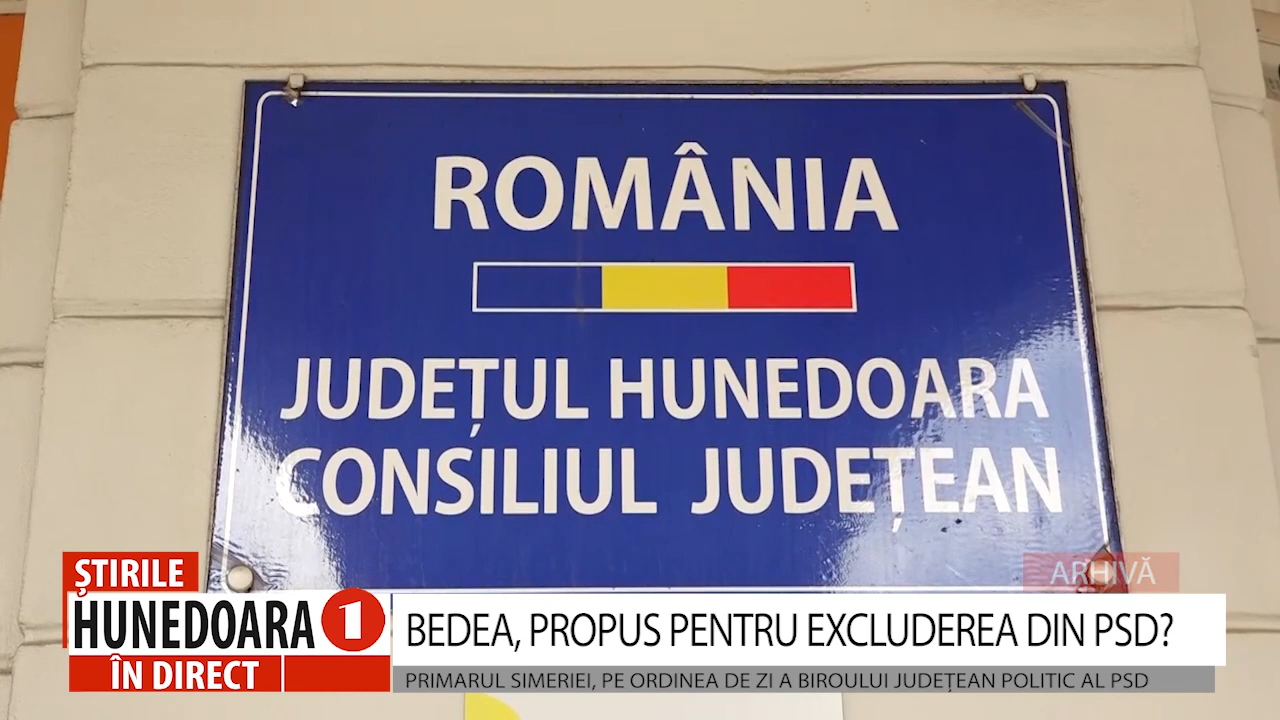 ROMÂNIA
JUDEȚUL HUNEDOARA
CONSILIUL JUDEȚEAN
ARHIVĂ
ȘTIRILE
HUNEDOARA 1
ÎN DIRECT
BEDEA, PROPUS PENTRU EXCLUDEREA DIN PSD?
PRIMARUL SIMERIEI, PE ORDINEA DE ZI A BIROULUI JUDEȚEAN POLITIC AL PSD